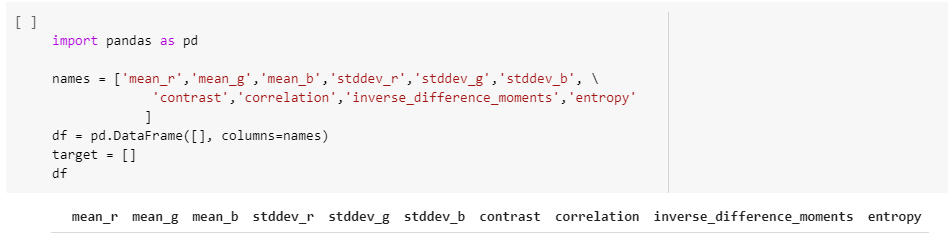 [ ]
import pandas as pd
names = ['mean_r','mean_g','mean_b','stddev_r','stddev_g','stddev_b', \
'contrast','correlation','inverse_difference_moments','entropy'
]
df = pd.DataFrame([], columns=names)
target = []
df
mean_r mean_g mean_b stddev_r stddev_g stddev_b contrast correlation inverse_difference_moments entropy